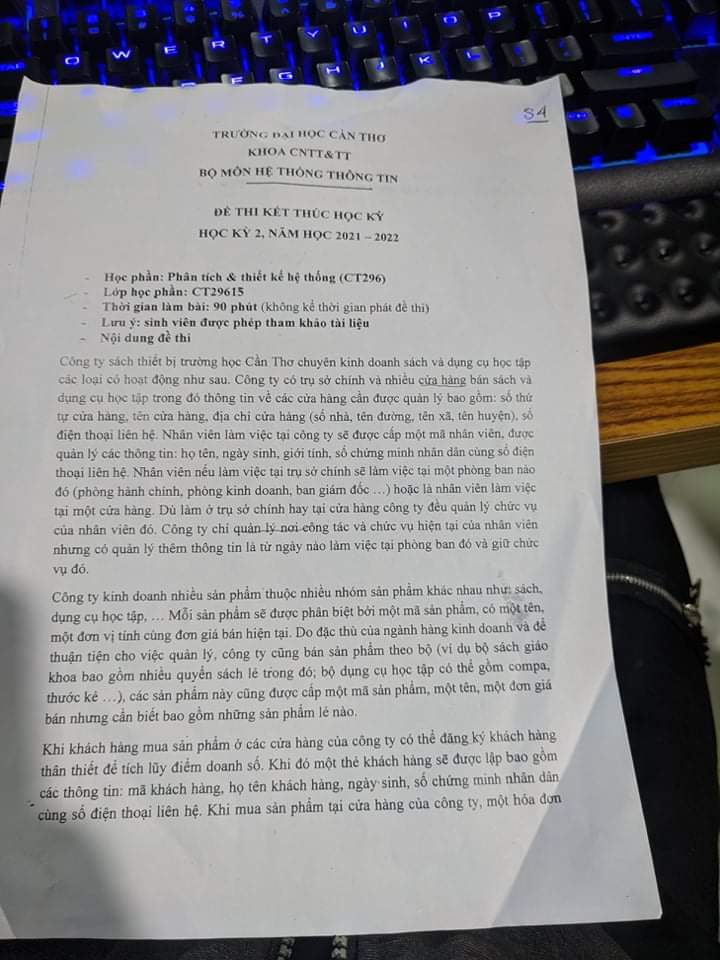 84
TRƯỜNG ĐẠI HỌC CẦN THƠ
KHOA CNTT&TT
BỘ MÔN HỆ THỐNG THÔNG TIN
ĐỀ THI KẾT THÚC HỌC KỲ
HỌC KỲ 2, NĂM HỌC 2021 – 2022
- Học phần: Phân tích & thiết kế hệ thống (CT296)
- Lớp học phần: CT29615
- Thời gian làm bài: 90 phút (không kể thời gian phát đề thi)
- Lưu ý: sinh viên được phép tham khảo tài liệu
- Nội dung đề thi
Công ty sách thiết bị trường học Cần Thơ chuyên kinh doanh sách và dụng cụ học tập
các loại có hoạt động như sau. Công ty có trụ sở chính và nhiều cửa hàng bán sách và
dụng cụ học tập trong đó thông tin về các cửa hàng cần được quản lý bao gồm: số thứ
tự cửa hàng, tên cửa hàng, địa chỉ cửa hàng (số nhà, tên đường, tên xã, tên huyện), số
điện thoại liên hệ. Nhân viên làm việc tại công ty sẽ được cấp một mã nhân viên, được
quản lý các thông tin: họ tên, ngày sinh, giới tính, số chứng minh nhân dân cùng số điện
thoại liên hệ. Nhân viên nếu làm việc tại trụ sở chính sẽ làm việc tại một phòng ban nào
đó (phòng hành chính, phòng kinh doanh, ban giám đốc …) hoặc là nhân viên làm việc
tại một cửa hàng. Dù làm ở trụ sở chính hay tại cửa hàng công ty đều quản lý chức vụ
của nhân viên đó. Công ty chỉ quản lý nơi công tác và chức vụ hiện tại của nhân viên
nhưng có quản lý thêm thông tin là từ ngày nào làm việc tại phòng ban đó và giữ chức
vụ đó.
Công ty kinh doanh nhiều sản phẩm thuộc nhiều nhóm sản phẩm khác nhau như: sách,
dụng cụ học tập, … Mỗi sản phẩm sẽ được phân biệt bởi một mã sản phẩm, có một tên,
một đơn vị tính cùng đơn giá bán hiện tại. Do đặc thù của ngành hàng kinh doanh và để
thuận tiện cho việc quản lý, công ty cũng bán sản phẩm theo bộ (ví dụ bộ sách giáo
khoa bao gồm nhiều quyển sách lẻ trong đó; bộ dụng cụ học tập có thể gồm compa,
thước kẻ …), các sản phẩm này cũng được cấp một mã sản phẩm, một tên, một đơn giá
bán nhưng cần biết bao gồm những sản phẩm lẻ nào.
Khi khách hàng mua sản phẩm ở các cửa hàng của công ty có thể đăng ký khách hàng
thân thiết để tích lũy điểm doanh số. Khi đó một thẻ khách hàng sẽ được lập bao gồm
các thông tin: mã khách hàng, họ tên khách hàng, ngày sinh, số chứng minh nhân dân
cùng số điện thoại liên hệ. Khi mua sản phẩm tại cửa hàng của công ty, một hóa đơn